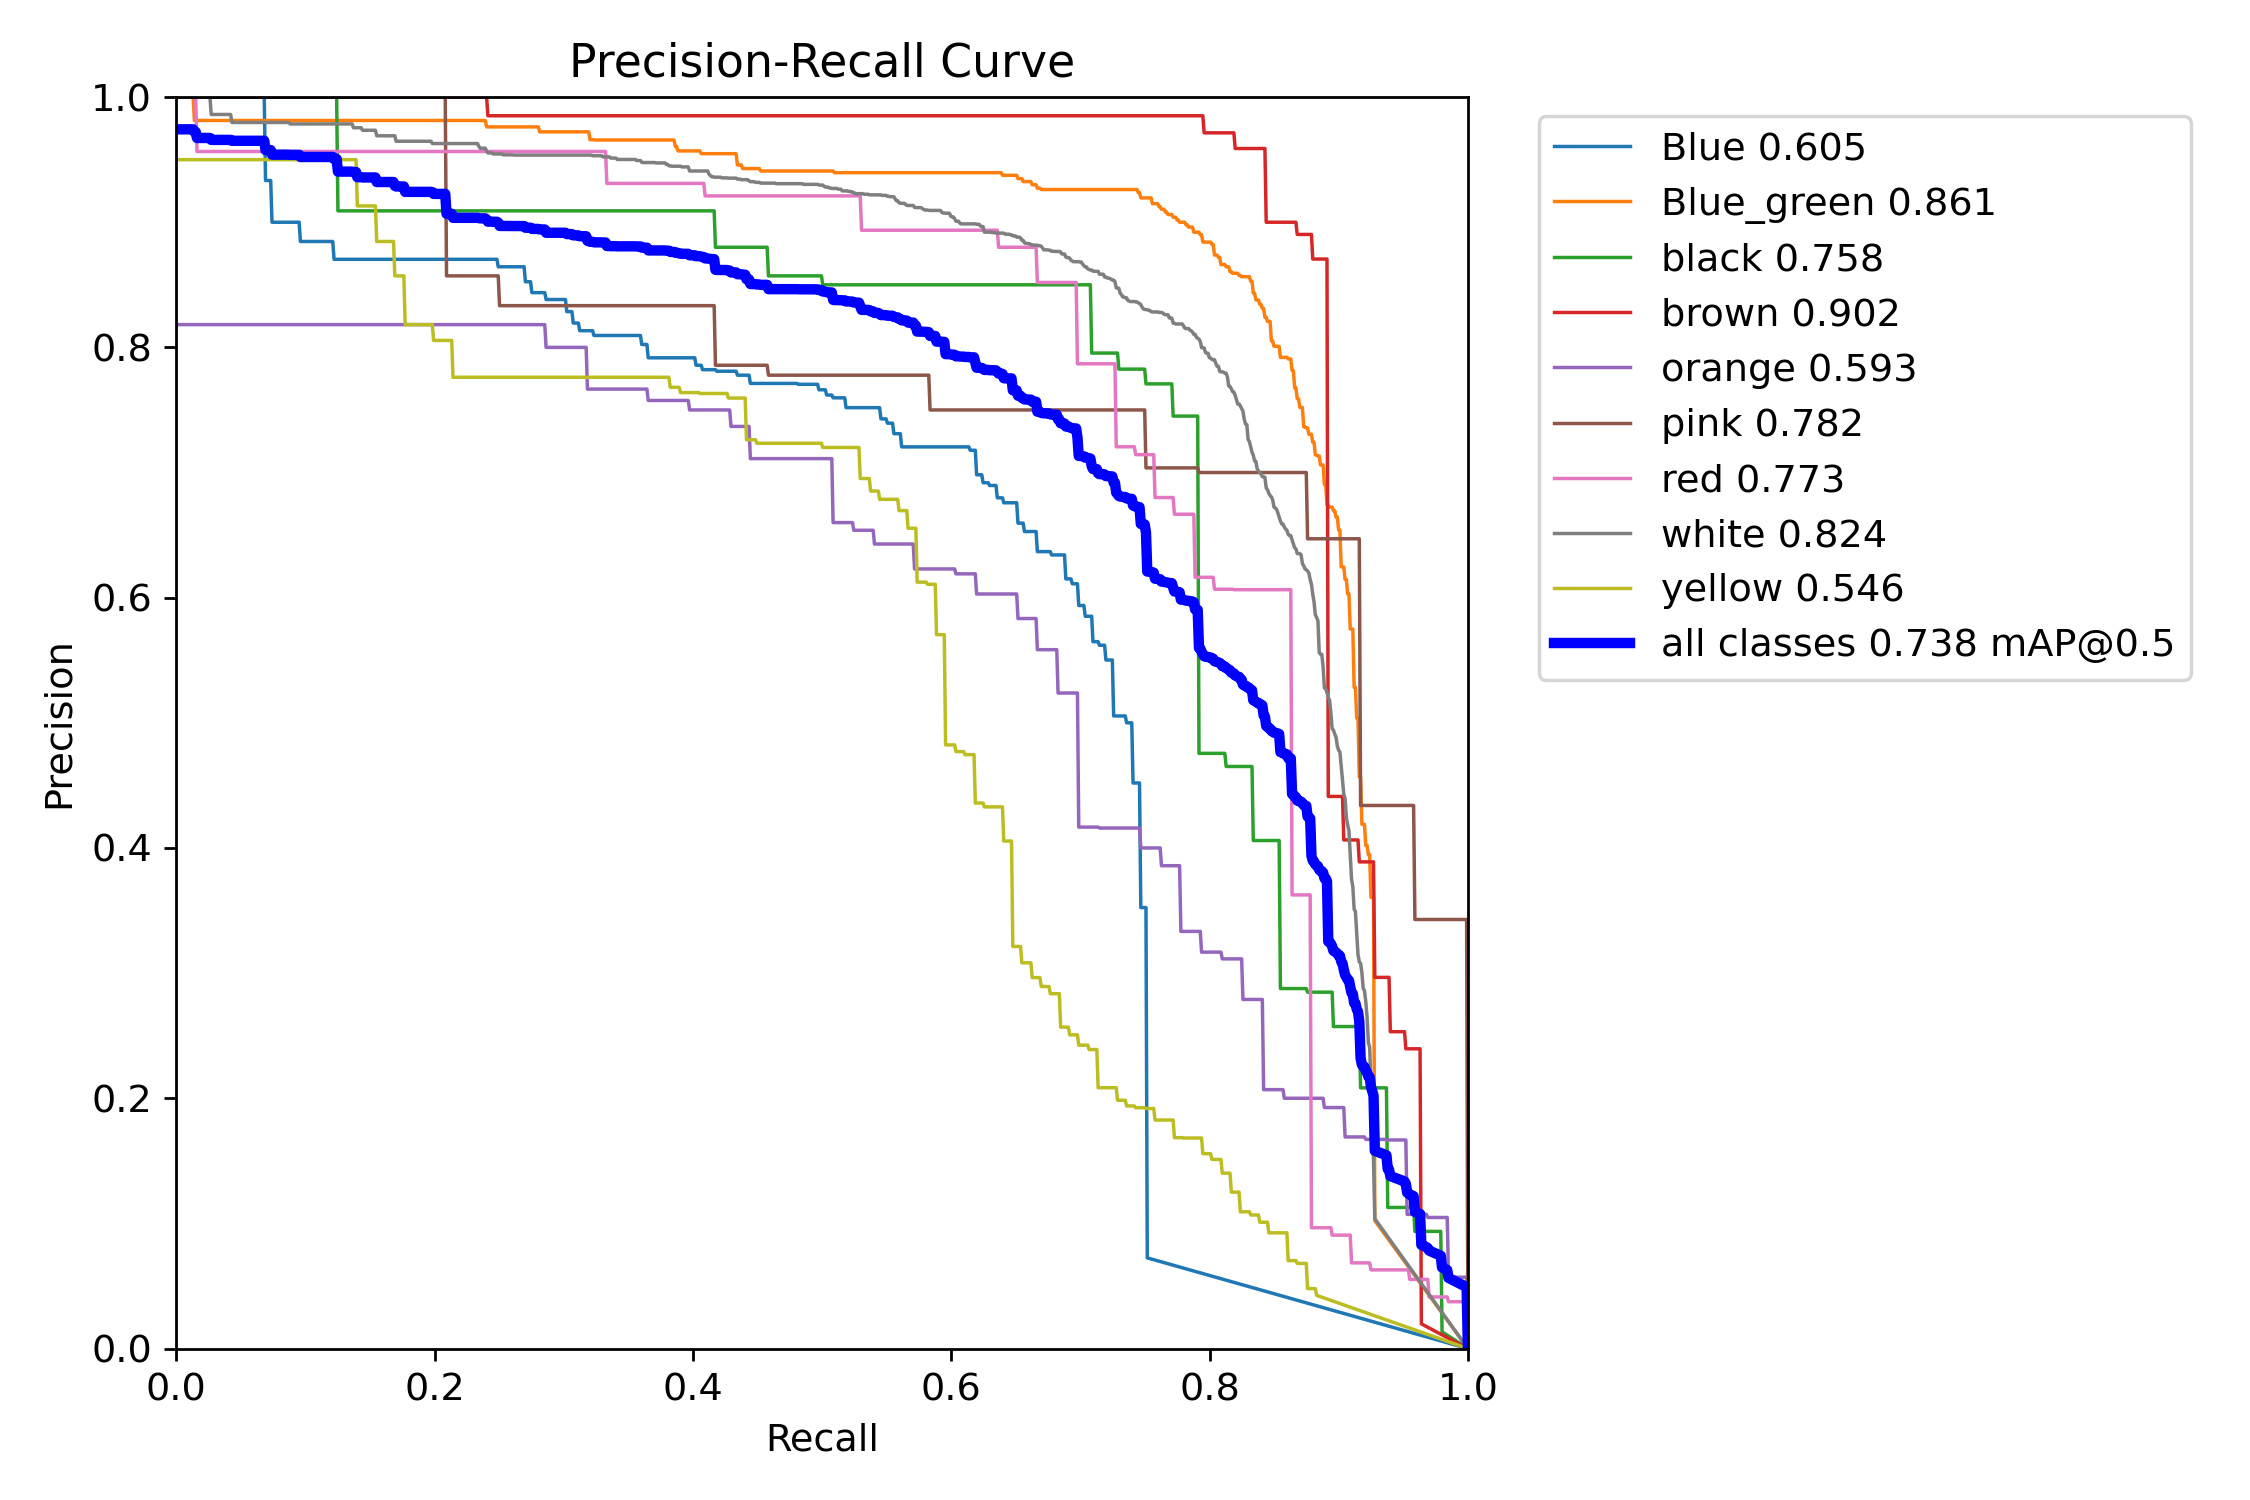 Precision-Recall Curve
1.0
0.8
0.6
0.4
0.2
0.0
Precision
0.0 0.2 0.4 0.6 0.8 1.0
Recall
Blue 0.605
Blue_green 0.861
black 0.758
brown 0.902
orange 0.593
pink 0.782
red 0.773
white 0.824
yellow 0.546
all classes 0.738 mAP@0.5